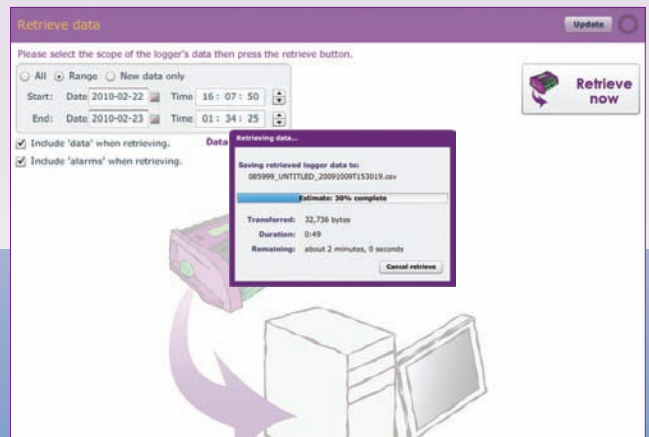 Retrieve data
Update
Please select the scope of the logger's data then press the retrieve button.
All Range New data only
Start: Date 2010-02-22 Time 16: 07: 50
End: Date 2010-02-23 Time 01: 34: 25
Retrieve
now
Include 'data' when retrieving. Data
Include 'alarms' when retrieving.
Retrieving data...
Saving retrieved logger data to:
085999_UNTITLED_20091009T153019.csv
Estimate: 30% complete
Transferred: 32,736 bytes
Duration: 0:49
Remaining: about 2 minutes, 0 seconds
Cancel retrieve